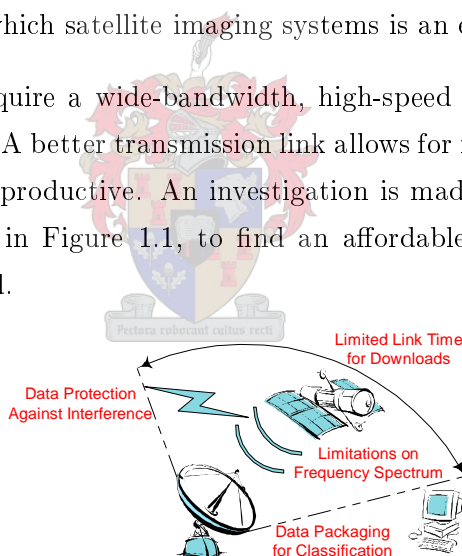 which satellite imaging systems is an e
quire a wide-bandwidth, high-speed
A better transmission link allows for
productive. An investigation is mad
in Figure 1.1, to find an affordable
l.
Pectora roborant cultus recti
Limited Link Time
for Downloads
Data Protection
Against Interference
Limitations on
Frequency Spectrum
Data Packaging
for Classification